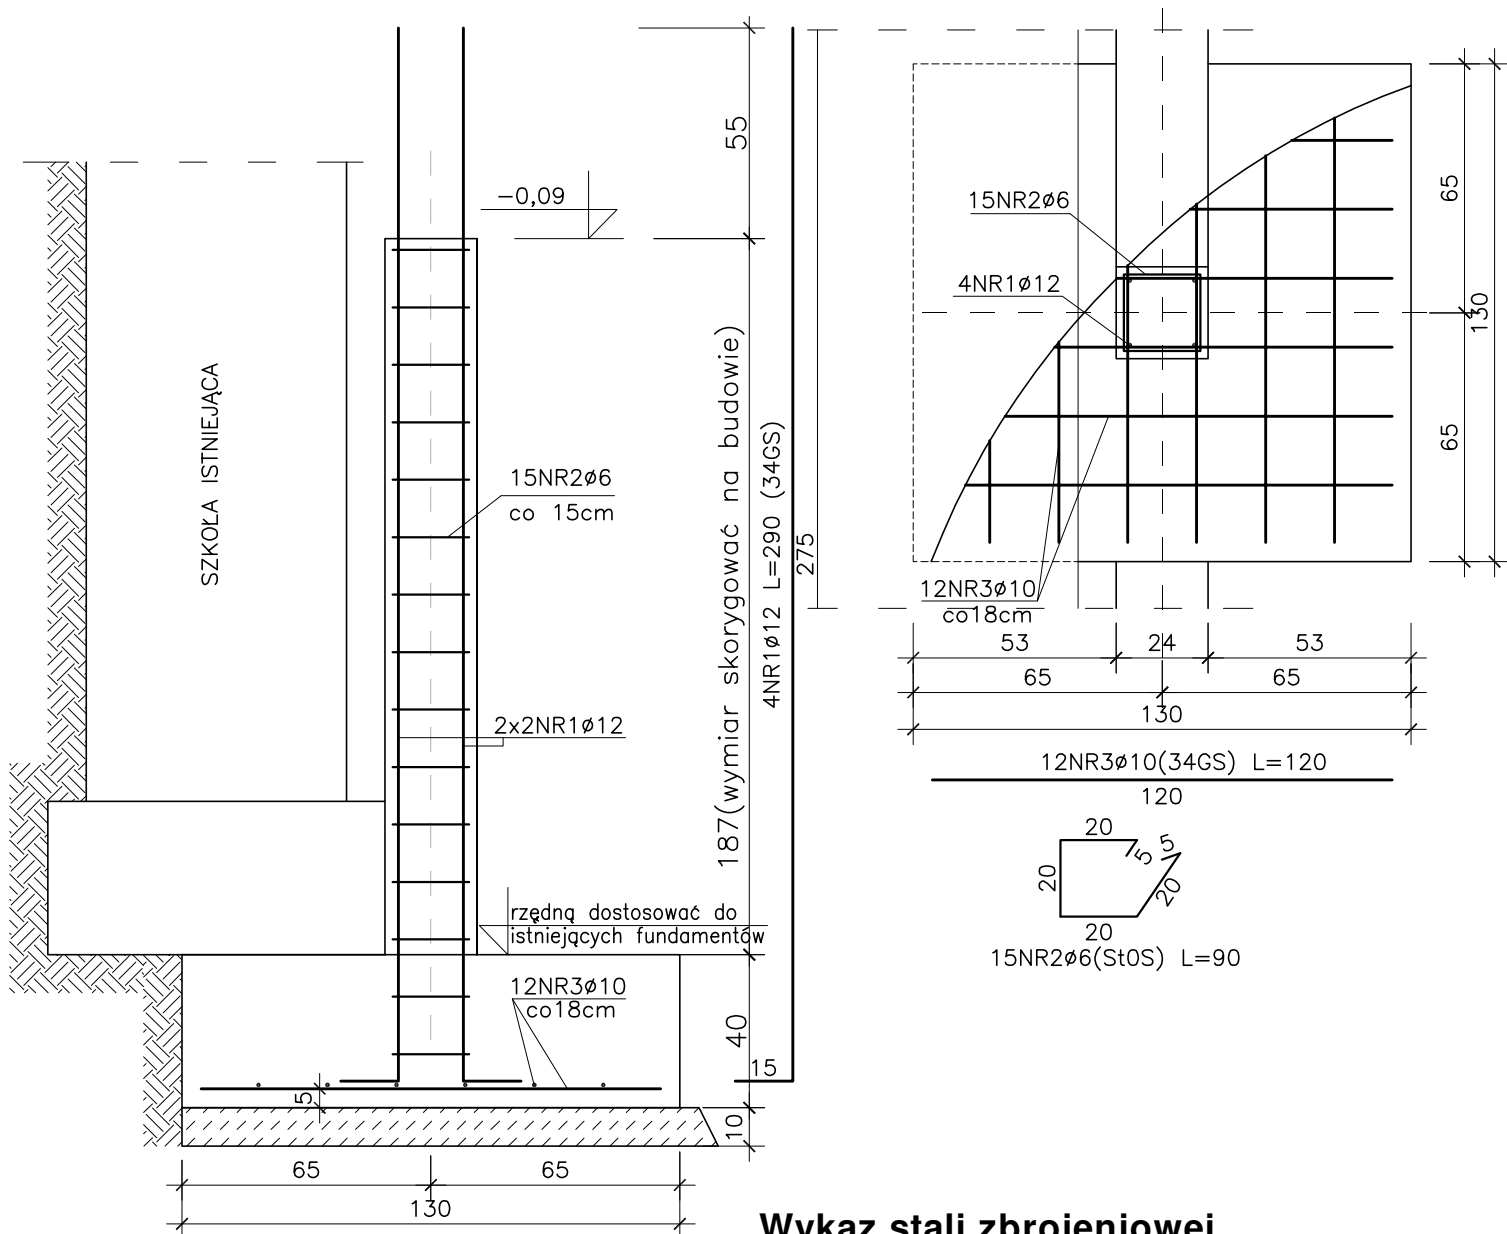 55
-0,09
SZKOŁA ISTNIEJĄCA
15NR2ø6
co 15cm
2x2NR1ø12
187(wymiar skorygować na budowie)
4NR1ø12 L=290 (34GS)
275
rzędną dostosować do
istniejących fundamentów
12NR3ø10
co18cm
40
15
5
10
65
65
130
15NR2ø6
4NR1ø12
12NR3ø10
co18cm
65
130
65
53
24
53
65
65
130
12NR3ø10(34GS) L=120
120
20
5
5
20
20
20
15NR2ø6(St0S) L=90
Wykaz stali zbrojeniowej